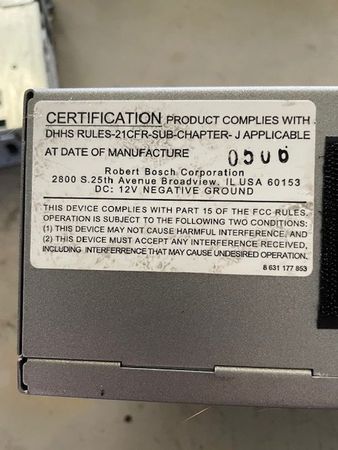 CERTIFICATION PRODUCT COMPLIES WITH
DHHS RULES-21CFR-SUB-CHAPTER- J APPLICABLE
AT DATE OF MANUFACTURE 0506
Robert Bosch Corporation
2800 S.25th Avenue Broadview, IL USA 60153
DC: 12V NEGATIVE GROUND
THIS DEVICE COMPLIES WITH PART 15 OF THE FCC RULES.
OPERATION IS SUBJECT TO THE FOLLOWING TWO CONDITIONS:
(1) THIS DEVICE MAY NOT CAUSE HARMFUL INTERFERENCE, AND
(2) THIS DEVICE MUST ACCEPT ANY INTERFERENCE RECEIVED,
INCLUDING INTERFERRENCE THAT MAY CAUSE UNDESIRED OPERATION.
8 631 177 853